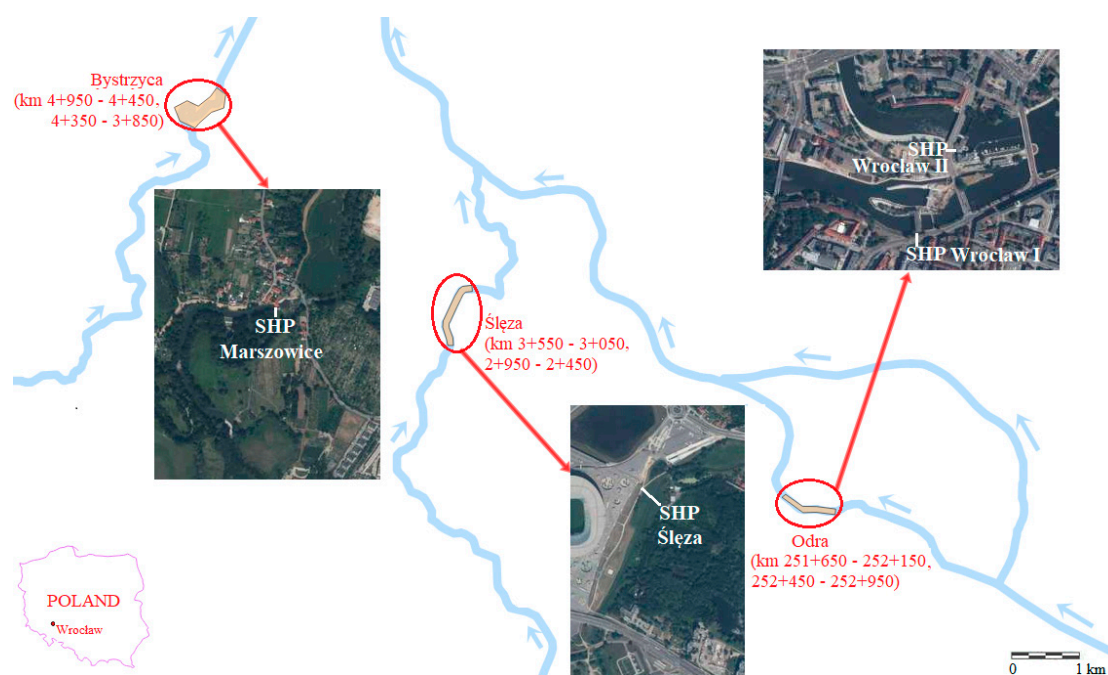 Bystrzyca
(km 4+950 - 4+450,
4+350 - 3+850)
SHP
Marszowice
Ślęza
(km 3+550 - 3+050,
2+950 - 2+450)
SHP
Wrocław II
SHP Wrocław I
SHP
Ślęza
Odra
(km 251+650 - 252+150,
252+450 - 252+950)
POLAND
Wrocław
0 1 km